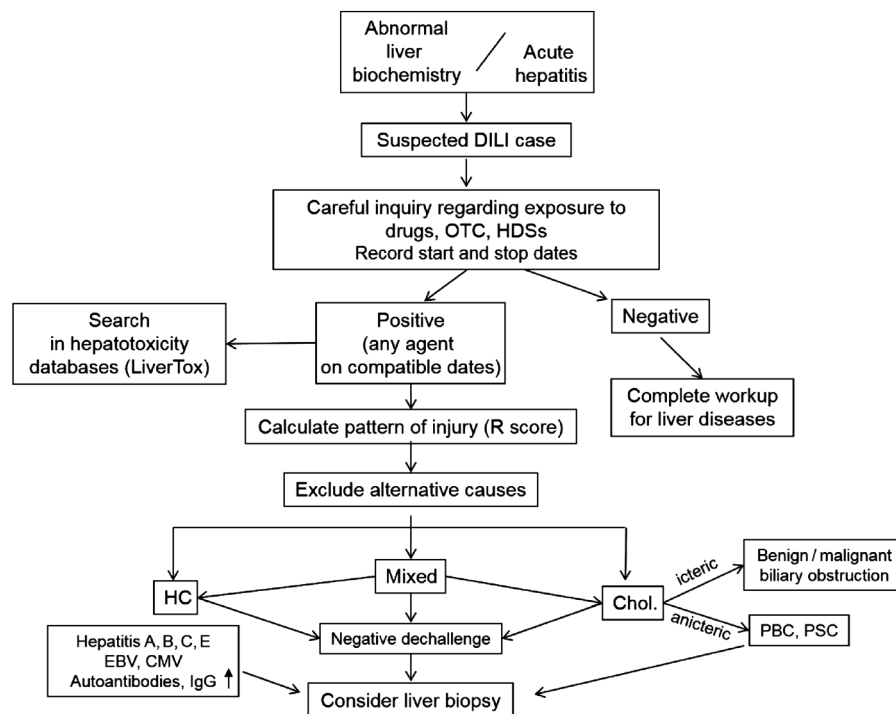 Abnormal
liver
biochemistry
Acute
hepatitis
Suspected DILI case
Careful inquiry regarding exposure to
drugs, OTC, HDSs
Record start and stop dates
Search
in hepatotoxicity
databases (LiverTox)
Positive
(any agent
on compatible dates)
Negative
Complete workup
for liver diseases
Calculate pattern of injury (R score)
Exclude alternative causes
HC
Mixed
Chol.
icteric
Benign / malignant
biliary obstruction
anicteric
PBC, PSC
Negative dechallenge
Hepatitis A, B, C, E
EBV, CMV
Autoantibodies, IgG
Consider liver biopsy